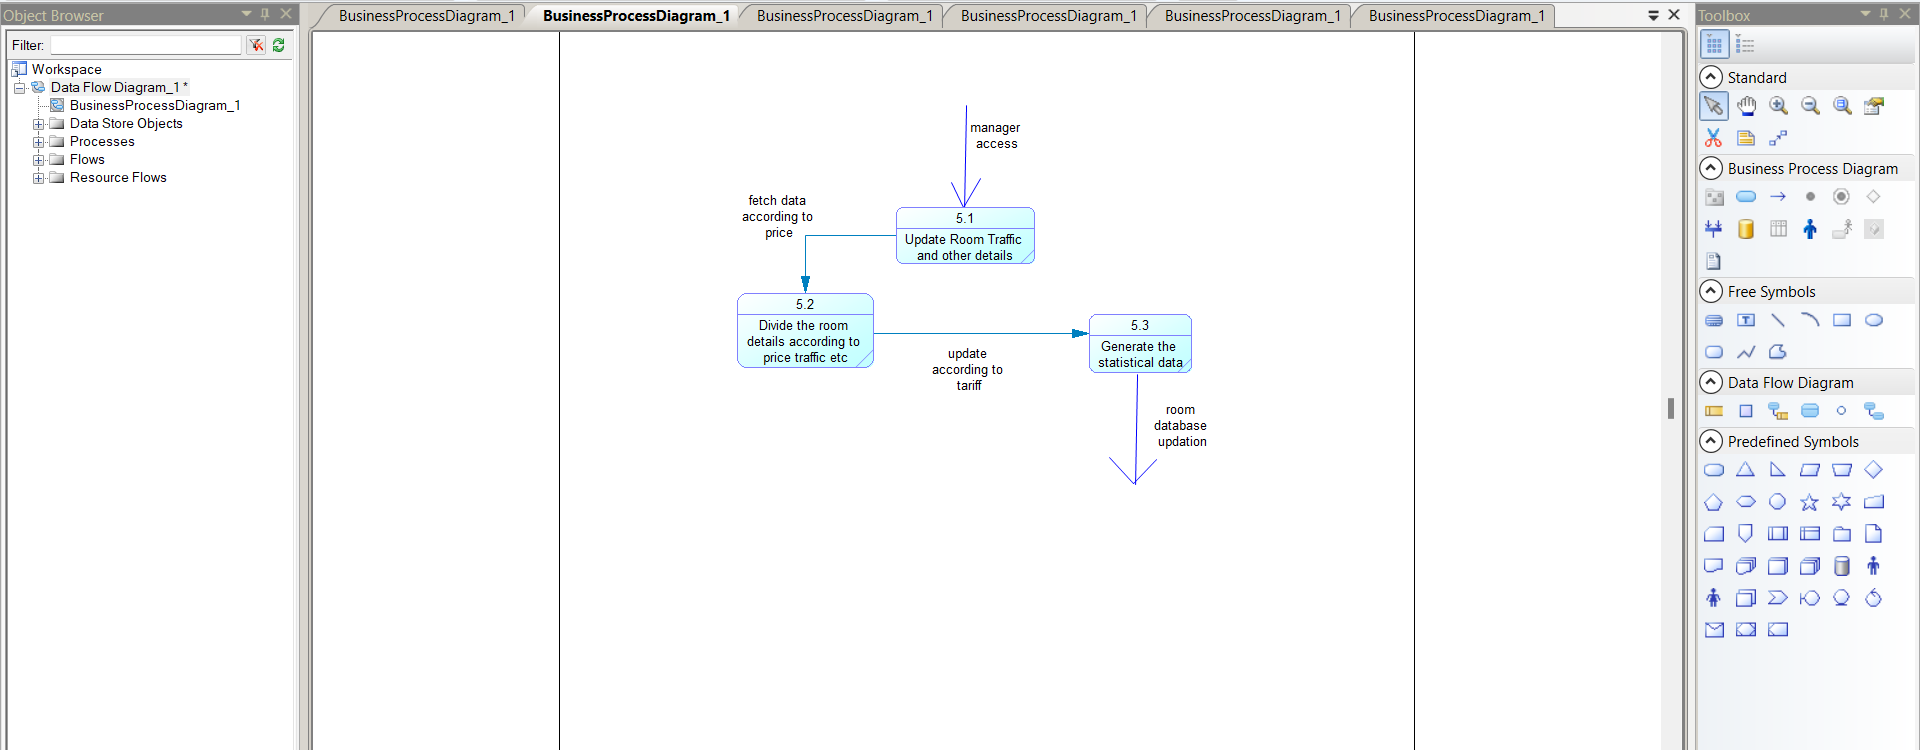 Object Browser
Filter:
Workspace
Data Flow Diagram_1 *
BusinessProcessDiagram_1
Data Store Objects
Processes
Flows
Resource Flows
BusinessProcessDiagram_1
BusinessProcessDiagram_1
BusinessProcessDiagram_1
BusinessProcessDiagram_1
BusinessProcessDiagram_1
BusinessProcessDiagram_1
manager
access
fetch data
according to
price
5.1
Update Room Traffic
and other details
5.2
Divide the room
details according to
price traffic etc
update
according to
tariff
5.3
Generate the
statistical data
room
database
updation
Toolbox
Standard
Business Process Diagram
Free Symbols
Data Flow Diagram
Predefined Symbols